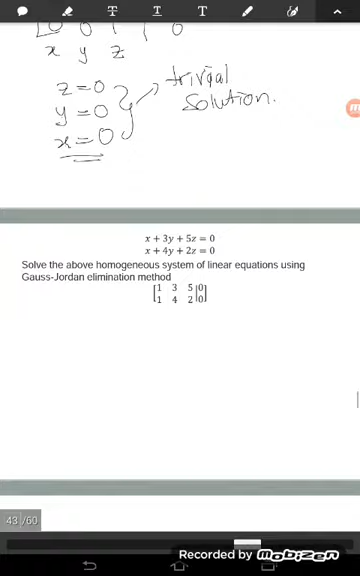 x y z
z = 0
y = 0
x = 0
trivial
solution.
x + 3y + 5z = 0
x + 4y + 2z = 0
Solve the above homogeneous system of linear equations using
Gauss-Jordan elimination method
[1 3 5|0]
[1 4 2|0]
43 /60
Recorded by mobizen